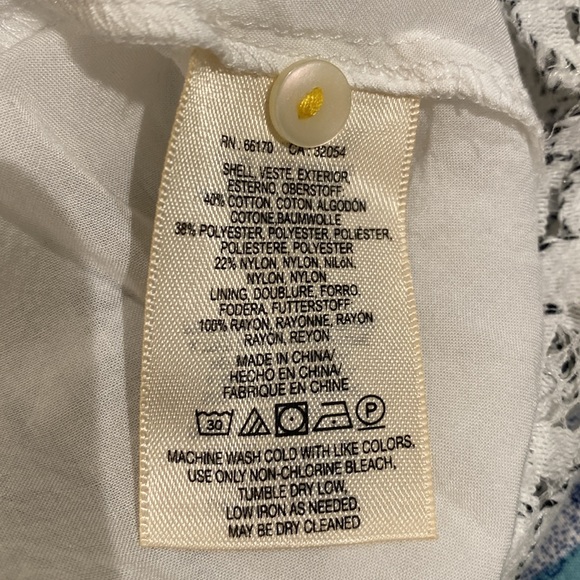 RN : 66170 CA : 32054
SHELL, VESTE, EXTERIOR,
ESTERNO, OBERSTOFF
40% COTTON, COTON, ALGODÓN
COTONE,BAUMWOLLE
38% POLYESTER, POLYESTER, POLIESTER,
POLIESTERE, POLYESTER
22% NYLON, NYLON, NILÓN,
NYLON, NYLON
LINING, DOUBLURE, FORRO,
FODERA, FUTTERSTOFF
100% RAYON, RAYONNE, RAYON
RAYON, REYON
MADE IN CHINA/
HECHO EN CHINA/
FABRIQUE EN CHINE
30 P
MACHINE WASH COLD WITH LIKE COLORS,
USE ONLY NON-CHLORINE BLEACH,
TUMBLE DRY LOW,
LOW IRON AS NEEDED,
MAY BE DRY CLEANED